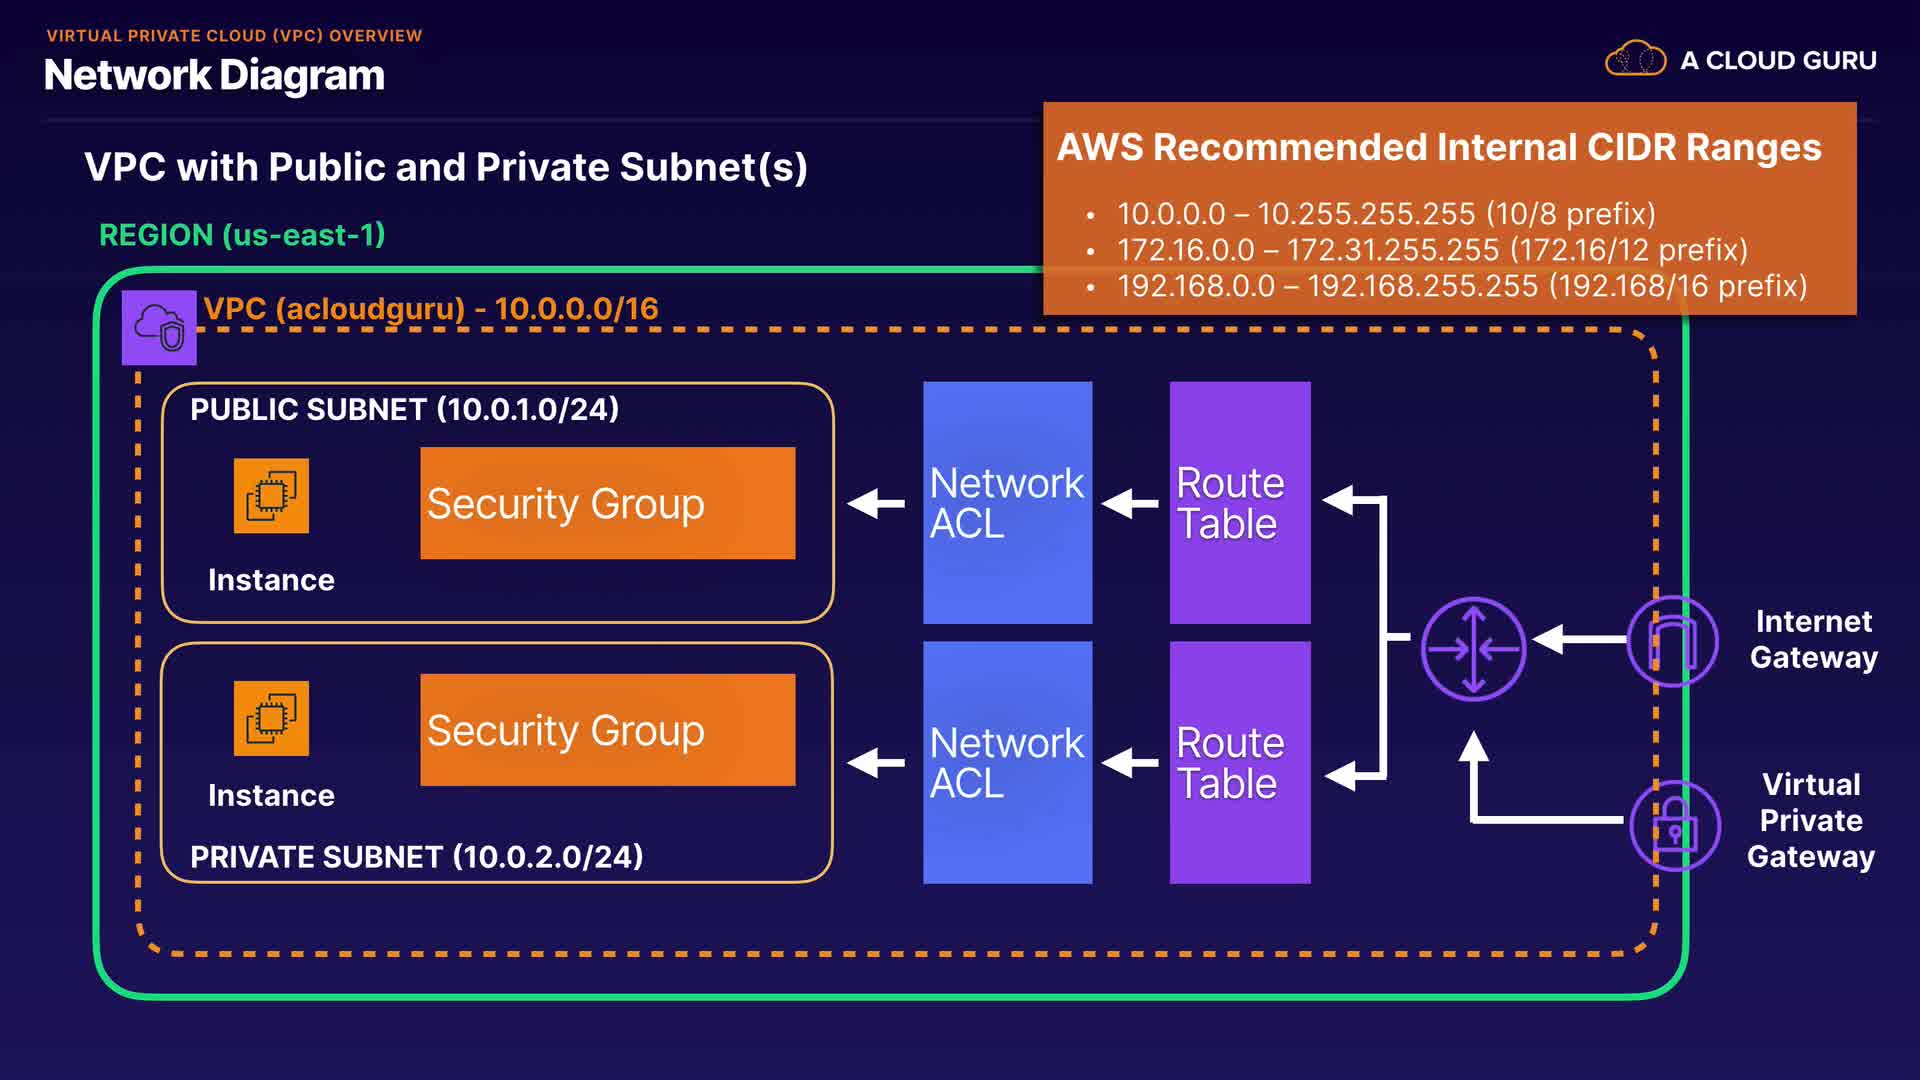 VIRTUAL PRIVATE CLOUD (VPC) OVERVIEW
Network Diagram
A CLOUD GURU
VPC with Public and Private Subnet(s)
AWS Recommended Internal CIDR Ranges
• 10.0.0.0 – 10.255.255.255 (10/8 prefix)
• 172.16.0.0 – 172.31.255.255 (172.16/12 prefix)
• 192.168.0.0 – 192.168.255.255 (192.168/16 prefix)
REGION (us-east-1)
VPC (acloudguru) - 10.0.0.0/16
PUBLIC SUBNET (10.0.1.0/24)
Instance
Security Group
Network
ACL
Route
Table
Instance
Security Group
PRIVATE SUBNET (10.0.2.0/24)
Network
ACL
Route
Table
Internet
Gateway
Virtual
Private
Gateway